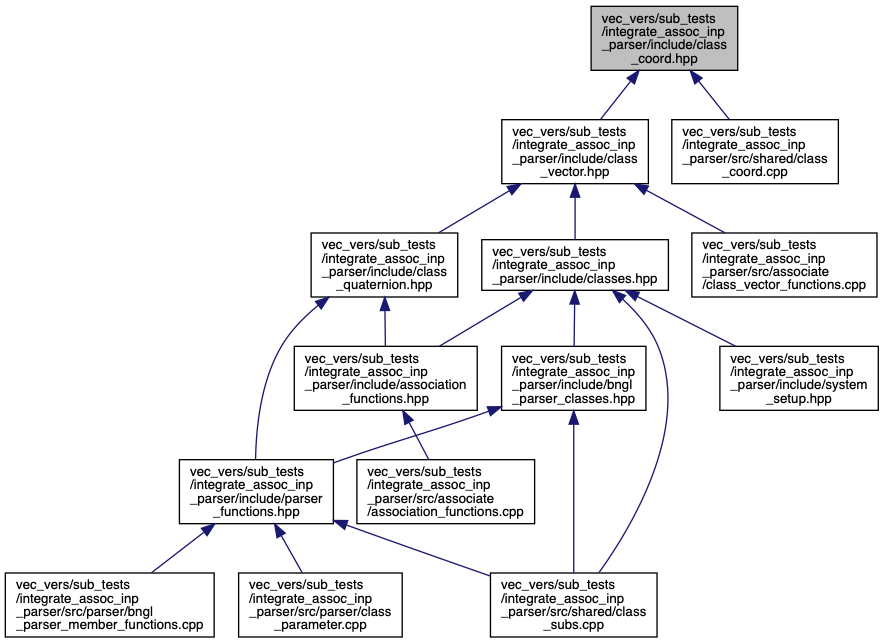 vec_vers/sub_tests
/integrate_assoc_inp
_parser/include/class
_coord.hpp
vec_vers/sub_tests
/integrate_assoc_inp
_parser/include/class
_vector.hpp
vec_vers/sub_tests
/integrate_assoc_inp
_parser/src/shared/class
_coord.cpp
vec_vers/sub_tests
/integrate_assoc_inp
_parser/include/class
_quaternion.hpp
vec_vers/sub_tests
/integrate_assoc_inp
_parser/include/classes.hpp
vec_vers/sub_tests
/integrate_assoc_inp
_parser/src/associate
/class_vector_functions.cpp
vec_vers/sub_tests
/integrate_assoc_inp
_parser/include/association
_functions.hpp
vec_vers/sub_tests
/integrate_assoc_inp
_parser/include/bngl
_parser_classes.hpp
vec_vers/sub_tests
/integrate_assoc_inp
_parser/include/system
_setup.hpp
vec_vers/sub_tests
/integrate_assoc_inp
_parser/include/parser
_functions.hpp
vec_vers/sub_tests
/integrate_assoc_inp
_parser/src/associate
/association_functions.cpp
vec_vers/sub_tests
/integrate_assoc_inp
_parser/src/parser/bngl
_parser_member_functions.cpp
vec_vers/sub_tests
/integrate_assoc_inp
_parser/src/parser/class
_parameter.cpp
vec_vers/sub_tests
/integrate_assoc_inp
_parser/src/shared/class
_subs.cpp